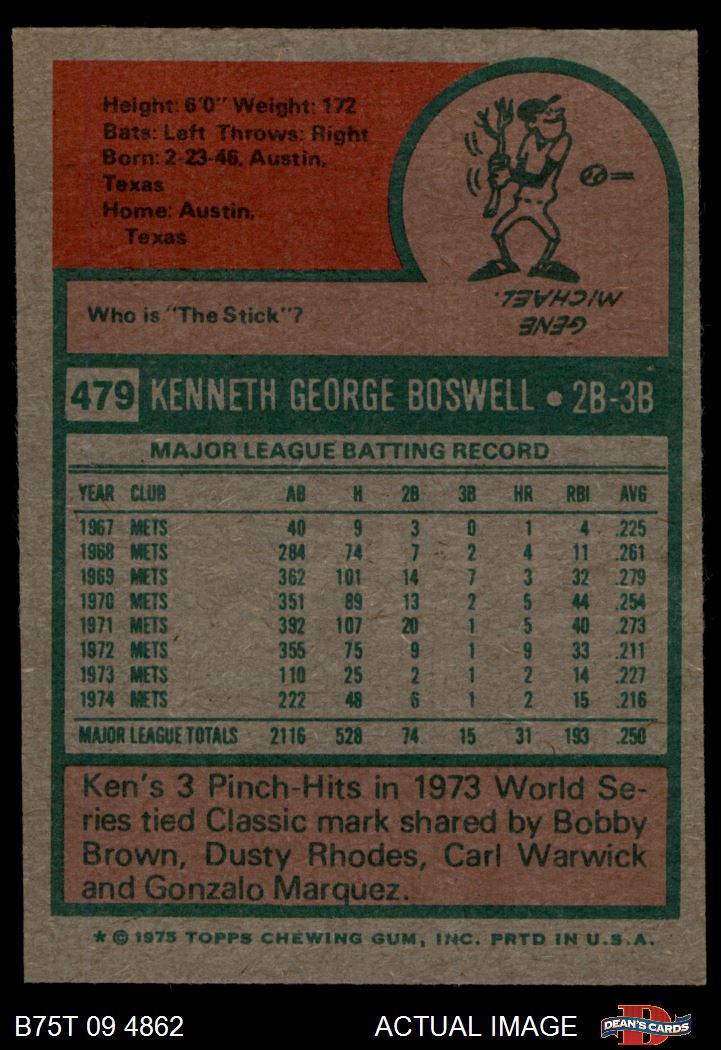 Height: 6'0" Weight: 172
Bats: Left Throws: Right
Born: 2-23-46, Austin,
Texas
Home: Austin,
Texas
Who is "The Stick"?
GENE
MICHAEL.
479 KENNETH GEORGE BOSWELL • 2B-3B
MAJOR LEAGUE BATTING RECORD
YEAR CLUB AB H 2B 3B HR RBI AVG
1967 METS 40 9 3 0 1 4 .225
1968 METS 284 74 7 2 4 11 .261
1969 METS 362 101 14 7 3 32 .279
1970 METS 351 89 13 2 5 44 .254
1971 METS 392 107 20 1 5 40 .273
1972 METS 355 75 9 1 9 33 .211
1973 METS 110 25 2 1 2 14 .227
1974 METS 222 48 6 1 2 15 .216
MAJOR LEAGUE TOTALS 2116 528 74 15 31 193 .250
Ken's 3 Pinch-Hits in 1973 World Se-
ries tied Classic mark shared by Bobby
Brown, Dusty Rhodes, Carl Warwick
and Gonzalo Marquez.
* © 1975 TOPPS CHEWING GUM, INC. PRTD IN U.S.A.
B75T 09 4862 ACTUAL IMAGE DEAN'S CARDS